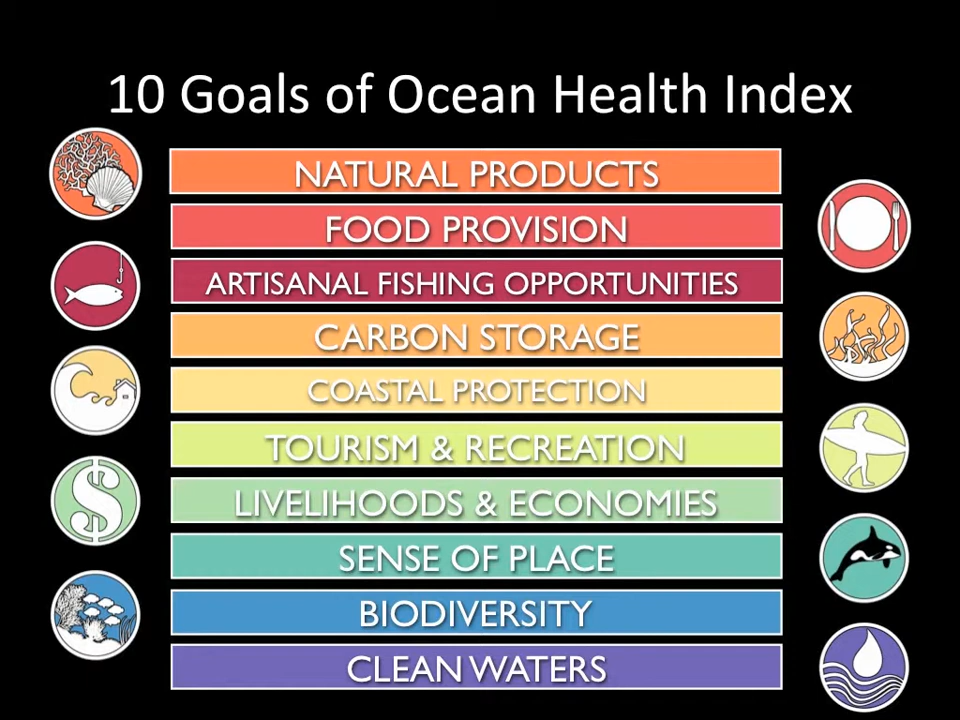 10 Goals of Ocean Health Index
NATURAL PRODUCTS
FOOD PROVISION
ARTISANAL FISHING OPPORTUNITIES
CARBON STORAGE
COASTAL PROTECTION
TOURISM & RECREATION
LIVELIHOODS & ECONOMIES
SENSE OF PLACE
BIODIVERSITY
CLEAN WATERS
$